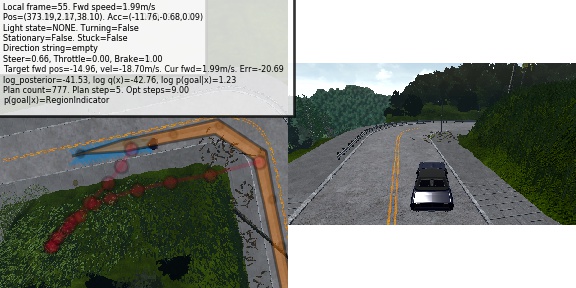 Local frame=55. Fwd speed=1.99m/s
Pos=(373.19,2.17,38.10). Acc=(-11.76,-0.68,0.09)
Light state=NONE. Turning=False
Stationary=False. Stuck=False
Direction string=empty
Steer=0.66, Throttle=0.00, Brake=1.00
Target fwd pos=-14.96, vel=-18.70m/s. Cur fwd=1.99m/s. Err=-20.69
log_posterior=-41.53, log q(x)=-42.76, log p(goal|x)=1.23
Plan count=777. Plan step=5. Opt steps=9.00
p(goal|x)=RegionIndicator